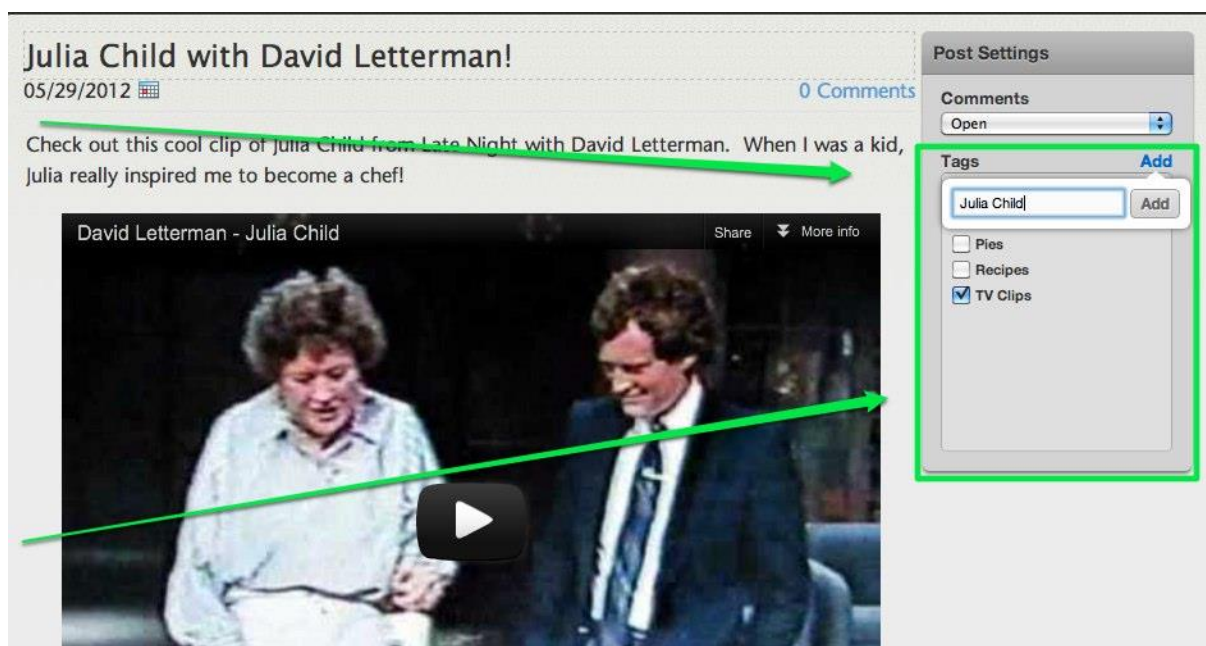 Julia Child with David Letterman!
05/29/2012
0 Comments
Check out this cool clip of Julia Child from Late Night with David Letterman. When I was a kid,
Julia really inspired me to become a chef!
David Letterman - Julia Child
Share
More info
Post Settings
Comments
Open
Tags
Add
Julia Child
Add
Pies
Recipes
TV Clips